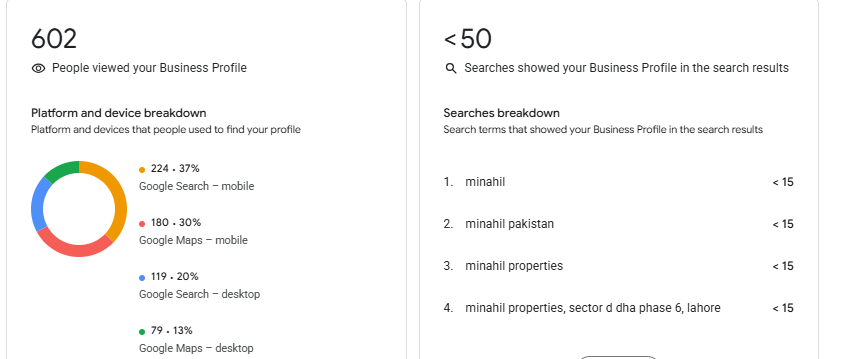 602
People viewed your Business Profile
Platform and device breakdown
Platform and devices that people used to find your profile
224 • 37%
Google Search – mobile
180 • 30%
Google Maps – mobile
119 • 20%
Google Search – desktop
79 • 13%
Google Maps – desktop
<50
Searches showed your Business Profile in the search results
Searches breakdown
Search terms that showed your Business Profile in the search results
1. minahil < 15
2. minahil pakistan < 15
3. minahil properties < 15
4. minahil properties, sector d dha phase 6, lahore < 15